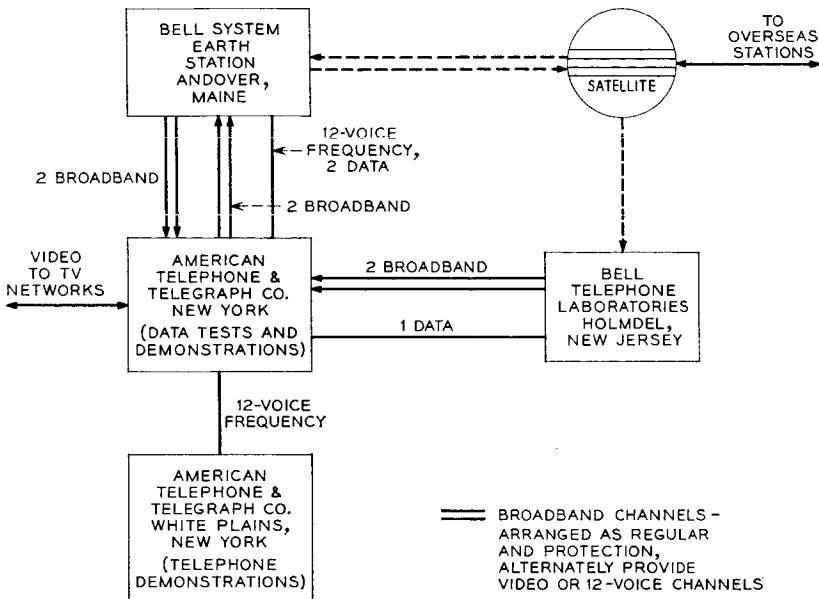 BELL SYSTEM
EARTH
STATION
ANDOVER,
MAINE
SATELLITE
TO
OVERSEAS
STATIONS
12-VOICE
FREQUENCY,
2 DATA
2 BROADBAND
2 BROADBAND
VIDEO
TO TV
NETWORKS
AMERICAN
TELEPHONE &
TELEGRAPH CO.
NEW YORK
(DATA TESTS AND
DEMONSTRATIONS)
2 BROADBAND
1 DATA
BELL
TELEPHONE
LABORATORIES
HOLMDEL,
NEW JERSEY
12-VOICE
FREQUENCY
AMERICAN
TELEPHONE &
TELEGRAPH CO.
WHITE PLAINS,
NEW YORK
(TELEPHONE
DEMONSTRATIONS)
BROADBAND CHANNELS –
ARRANGED AS REGULAR
AND PROTECTION,
ALTERNATELY PROVIDE
VIDEO OR 12-VOICE CHANNELS